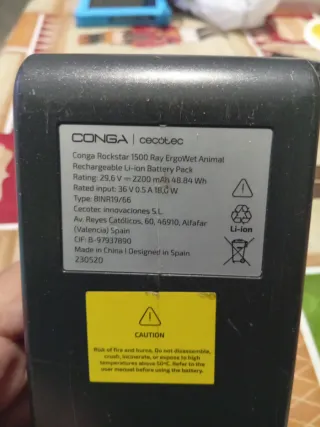 CONGA | cecotec
Conga Rockstar 1500 Ray ErgoWet Animal
Rechargeable Li-ion Battery Pack
Rating: 29,6 V ⎓ 2200 mAh 48.84 Wh
Rated input: 36 V 0.5 A 18,0 W
Type: 8INR19/66
Cecotec Innovaciones S.L.
Av. Reyes Católicos, 60, 46910, Alfafar
(Valencia) Spain
CIF: B-97937890
Made in China | Designed in Spain
230520
Li-ion
CAUTION
Risk of fire and burns. Do not disassemble,
crush, incinerate, or expose to high
temperatures above 50ºC. Refer to the
user manual before using the battery.